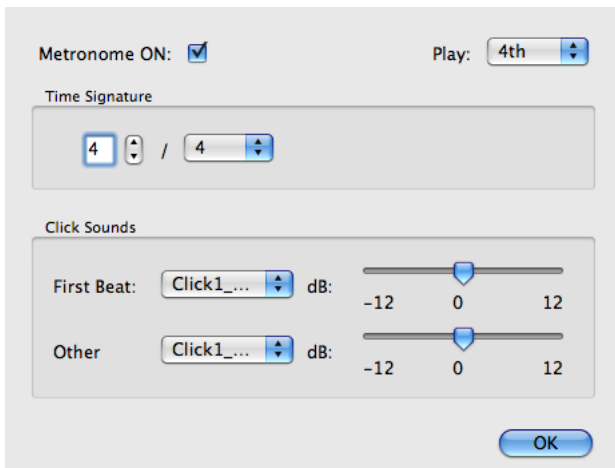 Metronome ON: Play: 4th
Time Signature
4 / 4
Click Sounds
First Beat: Click1_... dB:
-12 0 12
Other Click1_... dB:
-12 0 12
OK